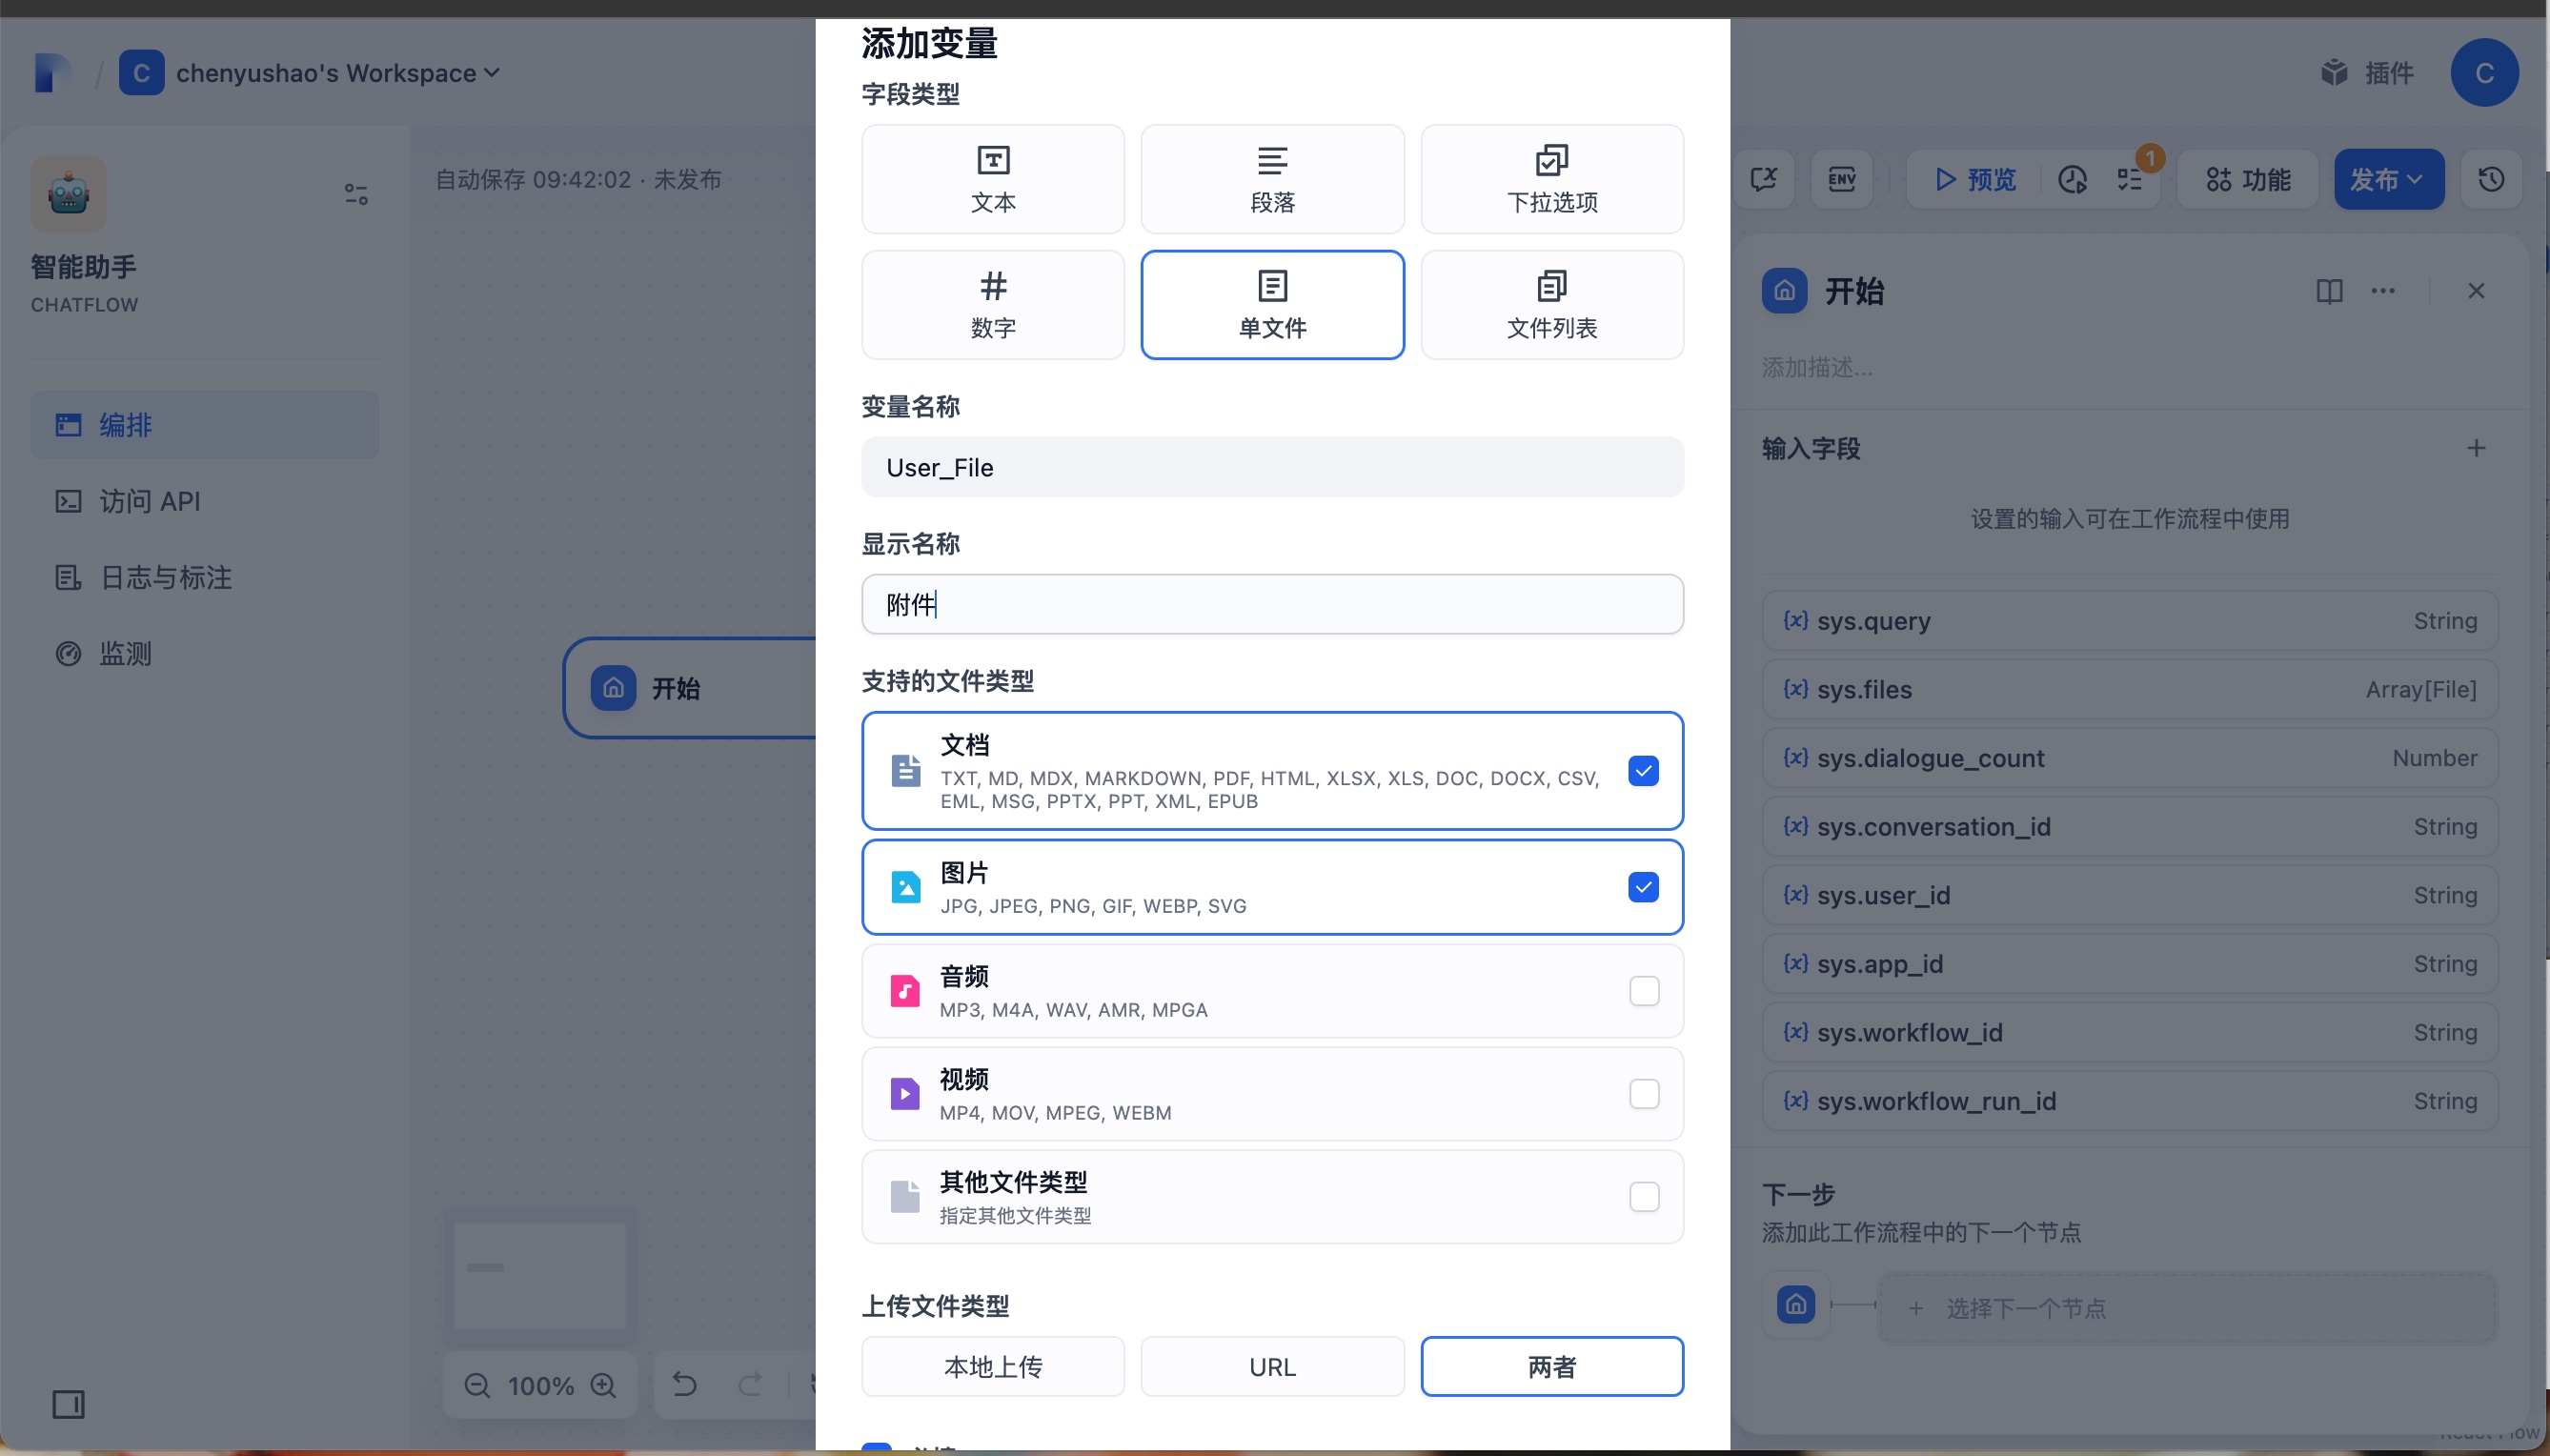 / C chenyushao's Workspace
智能助手
CHATFLOW
编排
访问 API
日志与标注
监测
自动保存 09:42:02 · 未发布
开始
100%
添加变量
字段类型
文本
段落
下拉选项
数字
单文件
文件列表
变量名称
User_File
显示名称
附件
支持的文件类型
文档
TXT, MD, MDX, MARKDOWN, PDF, HTML, XLSX, XLS, DOC, DOCX, CSV,
EML, MSG, PPTX, PPT, XML, EPUB
图片
JPG, JPEG, PNG, GIF, WEBP, SVG
音频
MP3, M4A, WAV, AMR, MPGA
视频
MP4, MOV, MPEG, WEBM
其他文件类型
指定其他文件类型
上传文件类型
本地上传
URL
两者
插件
C
ENV
预览
1
功能
发布
开始
添加描述...
输入字段
设置的输入可在工作流程中使用
{x} sys.query String
{x} sys.files Array[File]
{x} sys.dialogue_count Number
{x} sys.conversation_id String
{x} sys.user_id String
{x} sys.app_id String
{x} sys.workflow_id String
{x} sys.workflow_run_id String
下一步
添加此工作流程中的下一个节点
+ 选择下一个节点
React Flow